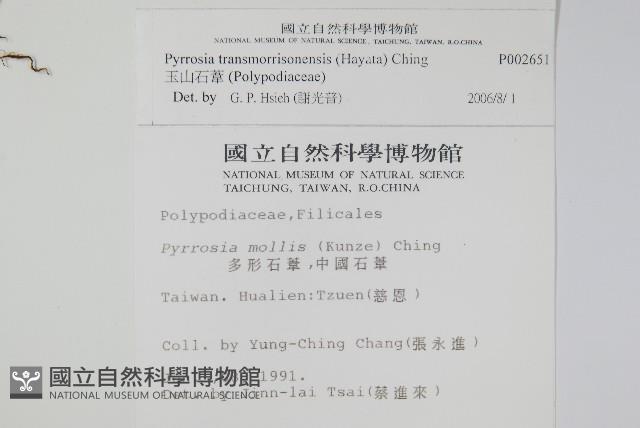 國立自然科學博物館
NATIONAL MUSEUM OF NATURAL SCIENCE, TAICHUNG, TAIWAN, R.O.CHINA
Pyrrosia transmorrisonensis (Hayata) Ching P002651
玉山石葦 (Polypodiaceae)
Det. by G. P. Hsieh (謝光普) 2006/8/ 1
國立自然科學博物館
NATIONAL MUSEUM OF NATURAL SCIENCE
TAICHUNG, TAIWAN, R.O.CHINA
Polypodiaceae,Filicales
Pyrrosia mollis (Kunze) Ching
多形石葦,中國石葦
Taiwan. Hualien:Tzuen(慈恩)
Coll. by Yung-Ching Chang(張永進)
1991.
Det. by Jinn-lai Tsai(蔡進來)
國立自然科學博物館
NATIONAL MUSEUM OF NATURAL SCIENCE